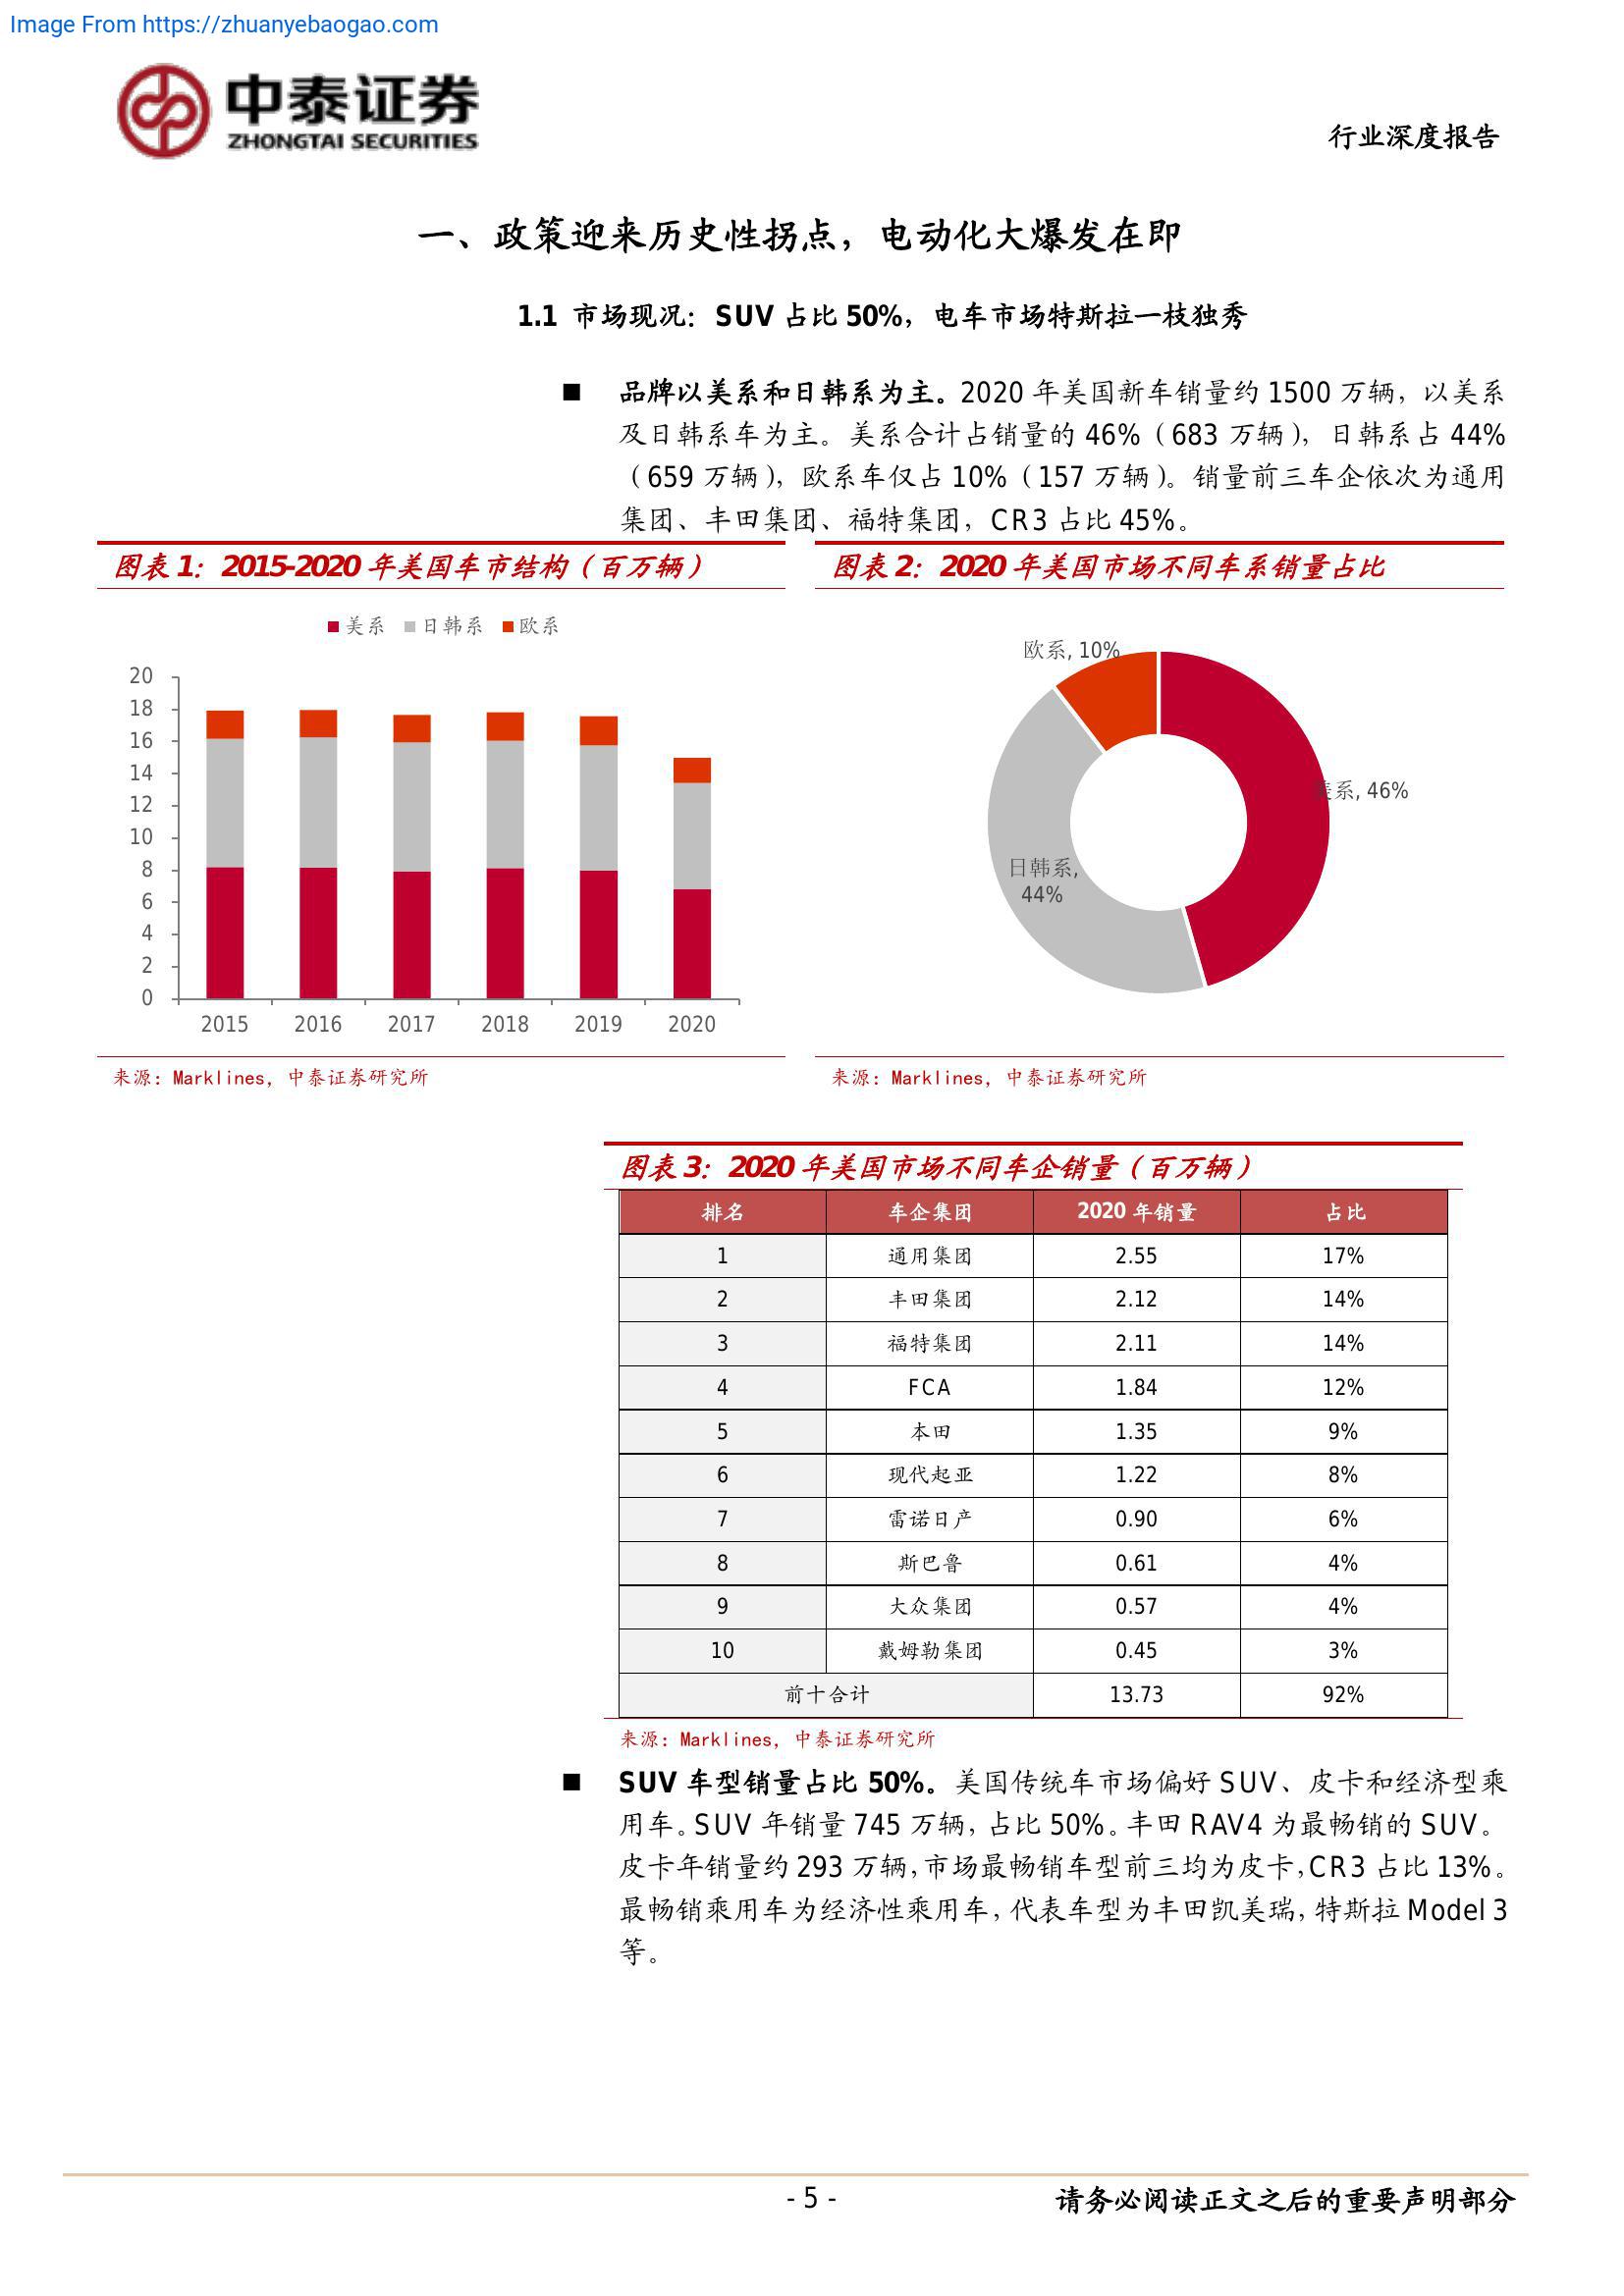 Image From https://zhuanyebaogao.com
中泰证券
ZHONGTAI SECURITIES
行业深度报告
一、政策迎来历史性拐点，电动化大爆发在即
1.1 市场现况：SUV 占比 50%，电车市场特斯拉一枝独秀
■ 品牌以美系和日韩系为主。2020 年美国新车销量约 1500 万辆，以美系
及日韩系车为主。美系合计占销量的 46%（683 万辆），日韩系占 44%
（659 万辆），欧系车仅占 10%（157 万辆）。销量前三车企依次为通用
集团、丰田集团、福特集团，CR3 占比 45%。
图表 1：2015-2020 年美国车市结构（百万辆）
美系 日韩系 欧系
20
18
16
14
12
10
8
6
4
2
0
2015 2016 2017 2018 2019 2020
来源：Marklines，中泰证券研究所
图表 2：2020 年美国市场不同车系销量占比
欧系, 10%
美系, 46%
日韩系,
44%
来源：Marklines，中泰证券研究所
图表 3：2020 年美国市场不同车企销量（百万辆）
排名 车企集团 2020 年销量 占比
1 通用集团 2.55 17%
2 丰田集团 2.12 14%
3 福特集团 2.11 14%
4 FCA 1.84 12%
5 本田 1.35 9%
6 现代起亚 1.22 8%
7 雷诺日产 0.90 6%
8 斯巴鲁 0.61 4%
9 大众集团 0.57 4%
10 戴姆勒集团 0.45 3%
前十合计 13.73 92%
来源：Marklines，中泰证券研究所
■ SUV 车型销量占比 50%。美国传统车市场偏好 SUV、皮卡和经济型乘
用车。SUV 年销量 745 万辆，占比 50%。丰田 RAV4 为最畅销的 SUV。
皮卡年销量约 293 万辆，市场最畅销车型前三均为皮卡，CR3 占比 13%。
最畅销乘用车为经济性乘用车，代表车型为丰田凯美瑞，特斯拉 Model 3
等。
- 5 -
请务必阅读正文之后的重要声明部分